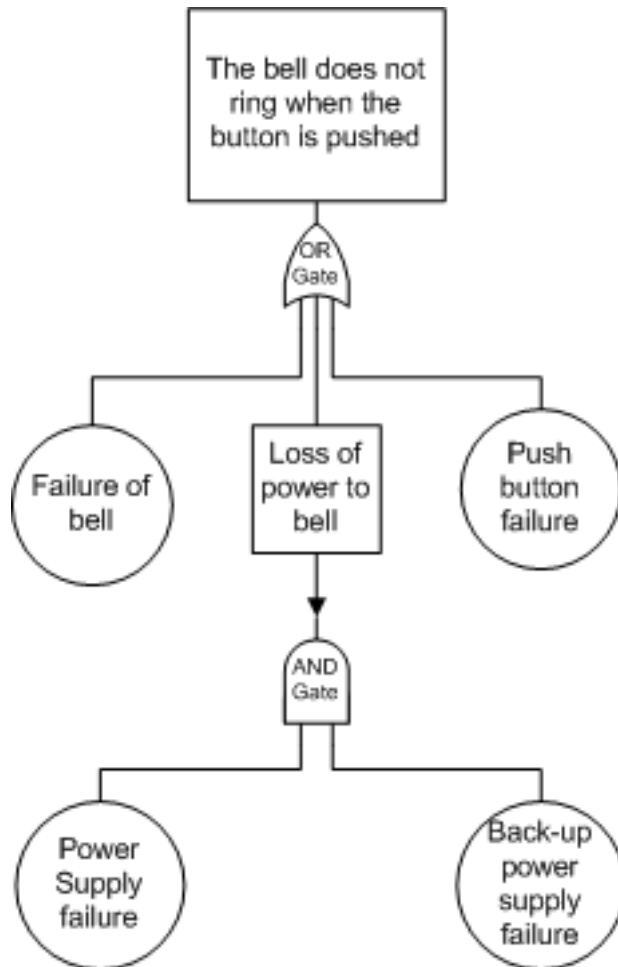 The bell does not
ring when the
button is pushed
OR
Gate
Failure of
bell
Loss of
power to
bell
Push
button
failure
AND
Gate
Power
Supply
failure
Back-up
power
supply
failure